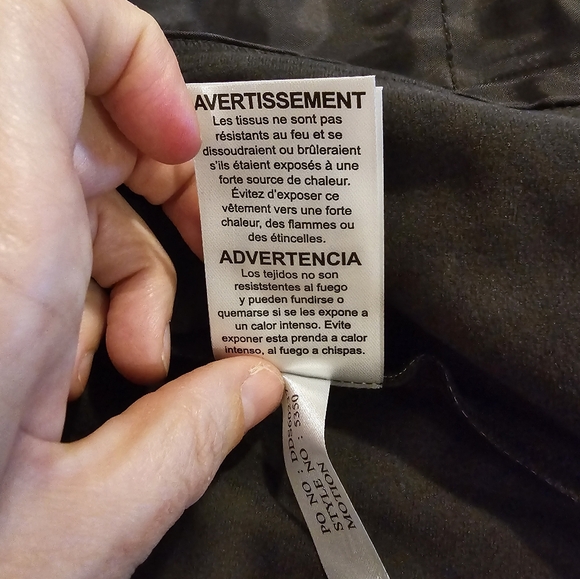 AVERTISSEMENT
Les tissus ne sont pas
résistants au feu et se
dissoudraient ou brûleraient
s'ils étaient exposés à une
forte source de chaleur.
Évitez d'exposer ce
vêtement vers une forte
chaleur, des flammes ou
des étincelles.
ADVERTENCIA
Los tejidos no son
resiststentes al fuego
y pueden fundirse o
quemarse si se les expone a
un calor intenso. Evite
exponer esta prenda a calor
intenso, al fuego a chispas.
PO NO :
STYLE NO : 5350
MOTION